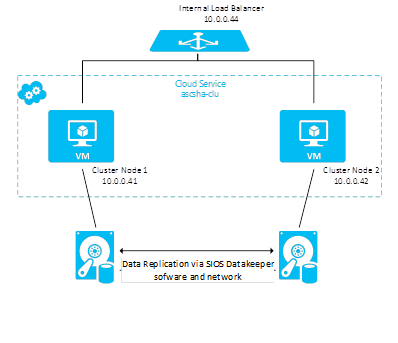 Internal Load Balancer
10.0.0.44
Cloud Service
ascsha-clu
VM
VM
Cluster Node 1
10.0.0.41
Cluster Node 2
10.0.0.42
Data Replication via SIOS Datakeeper
sofware and network